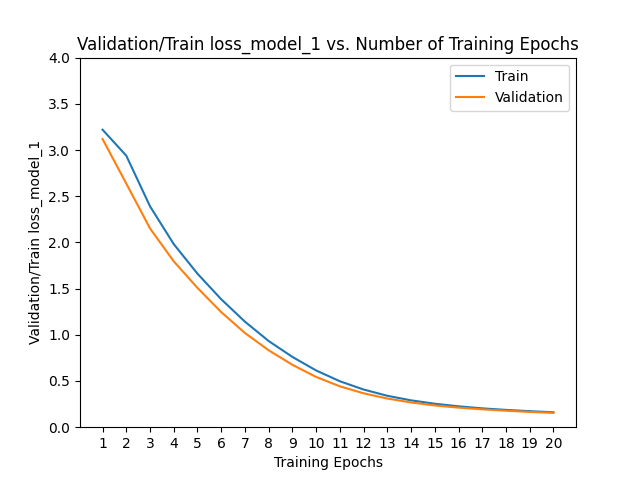 Validation/Train loss_model_1 vs. Number of Training Epochs
Train
Validation
Validation/Train loss_model_1
4.0
3.5
3.0
2.5
2.0
1.5
1.0
0.5
0.0
1 2 3 4 5 6 7 8 9 10 11 12 13 14 15 16 17 18 19 20
Training Epochs